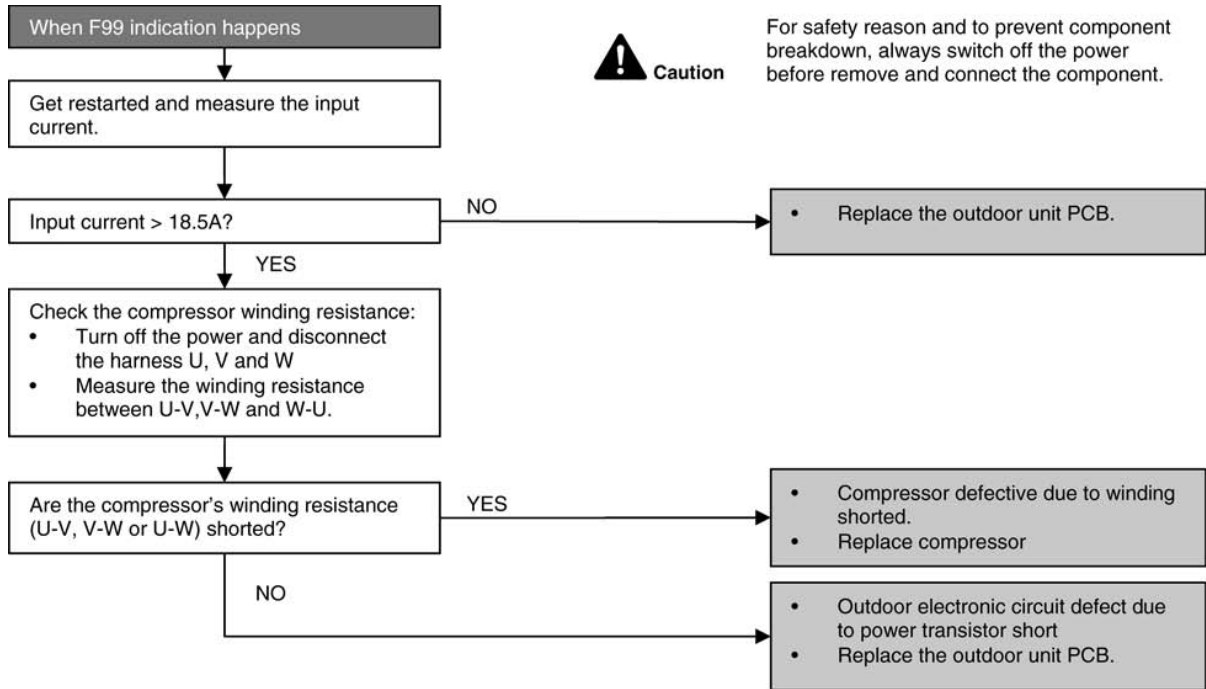 When F99 indication happens
Caution
For safety reason and to prevent component
breakdown, always switch off the power
before remove and connect the component.
Get restarted and measure the input
current.
Input current > 18.5A?
NO
• Replace the outdoor unit PCB.
YES
Check the compressor winding resistance:
• Turn off the power and disconnect
the harness U, V and W
• Measure the winding resistance
between U-V,V-W and W-U.
Are the compressor's winding resistance
(U-V, V-W or U-W) shorted?
YES
• Compressor defective due to winding
shorted.
• Replace compressor
NO
• Outdoor electronic circuit defect due
to power transistor short
• Replace the outdoor unit PCB.